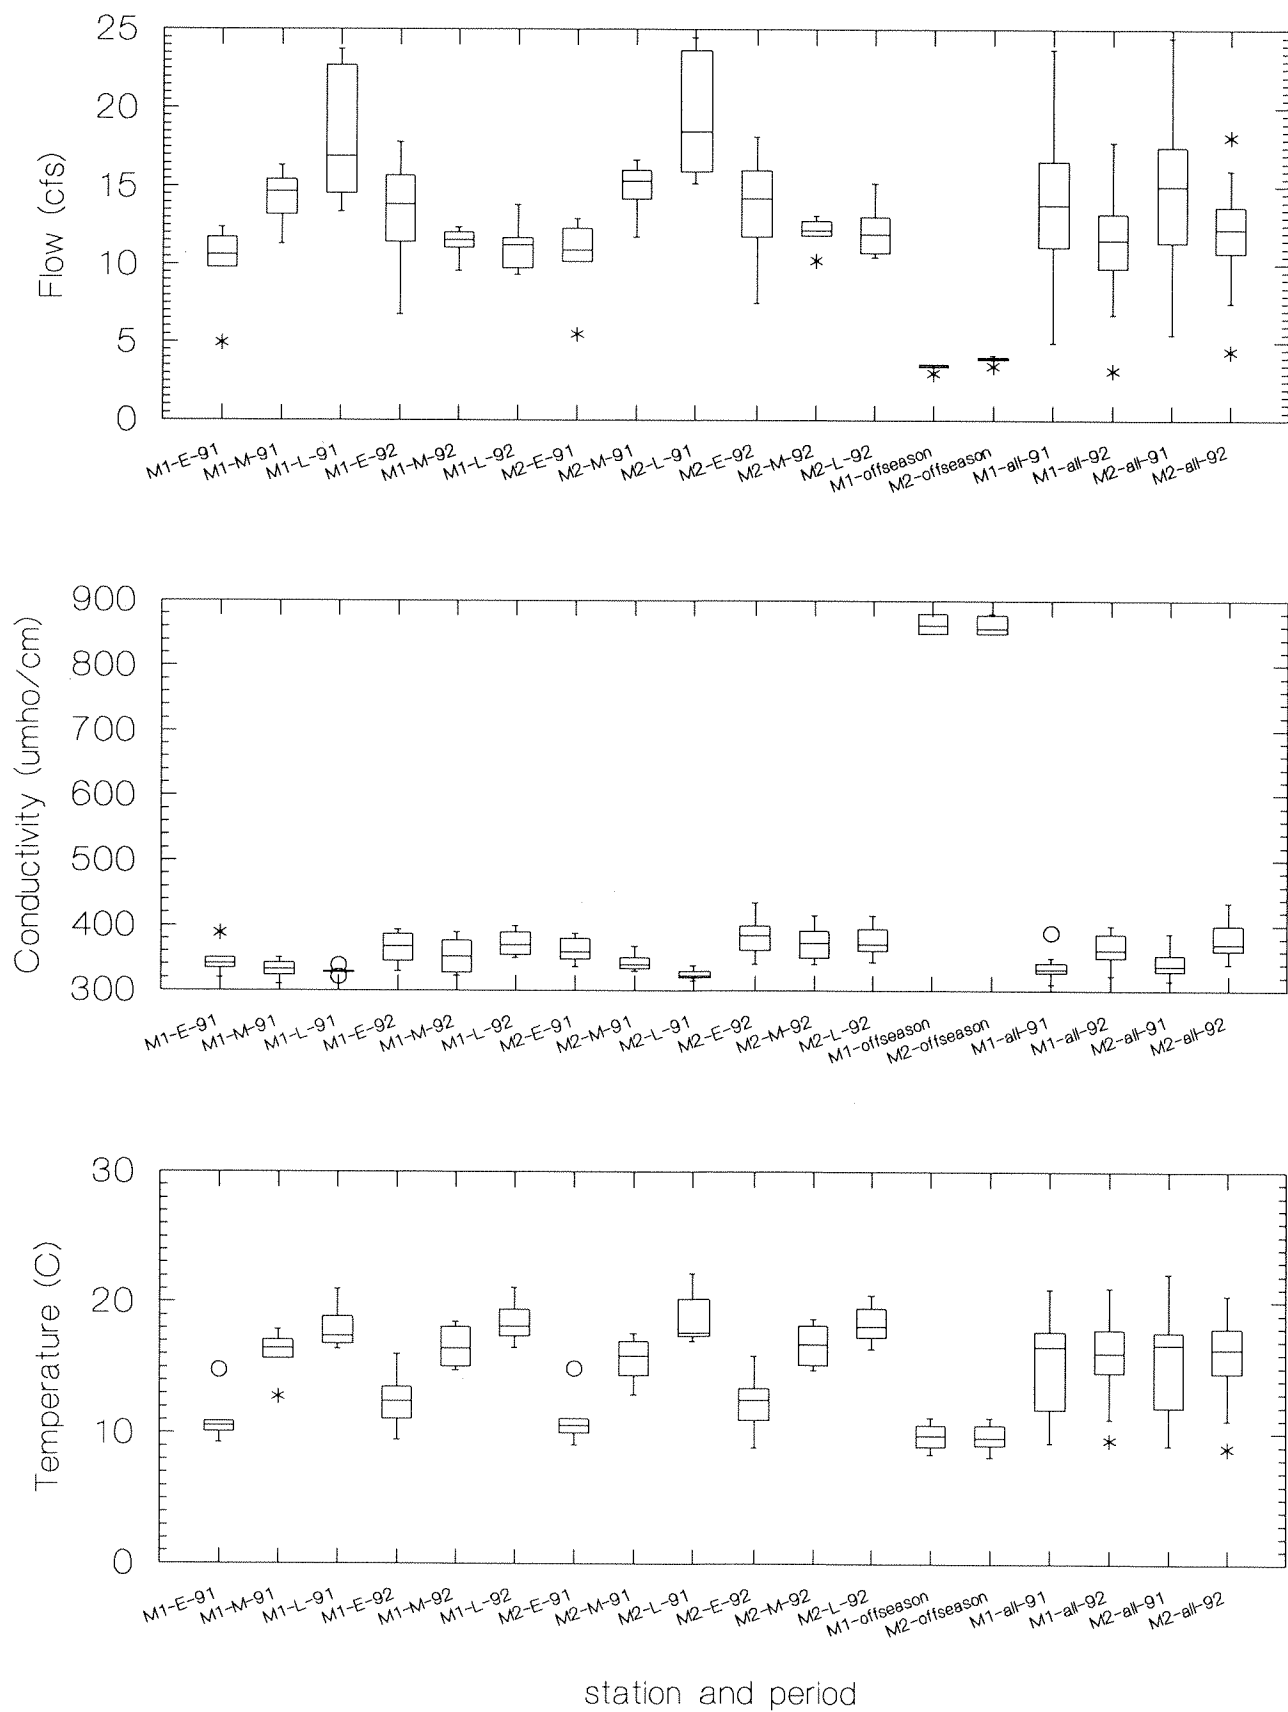 Flow (cfs)
25
20
15
10
5
0
M1-E-91
M1-M-91
M1-L-91
M1-E-92
M1-M-92
M1-L-92
M2-E-91
M2-M-91
M2-L-91
M2-E-92
M2-M-92
M2-L-92
M1-offseason
M2-offseason
M1-all-91
M1-all-92
M2-all-91
M2-all-92
Conductivity (umho/cm)
900
800
700
600
500
400
300
M1-E-91
M1-M-91
M1-L-91
M1-E-92
M1-M-92
M1-L-92
M2-E-91
M2-M-91
M2-L-91
M2-E-92
M2-M-92
M2-L-92
M1-offseason
M2-offseason
M1-all-91
M1-all-92
M2-all-91
M2-all-92
Temperature (C)
30
20
10
0
M1-E-91
M1-M-91
M1-L-91
M1-E-92
M1-M-92
M1-L-92
M2-E-91
M2-M-91
M2-L-91
M2-E-92
M2-M-92
M2-L-92
M1-offseason
M2-offseason
M1-all-91
M1-all-92
M2-all-91
M2-all-92
station and period